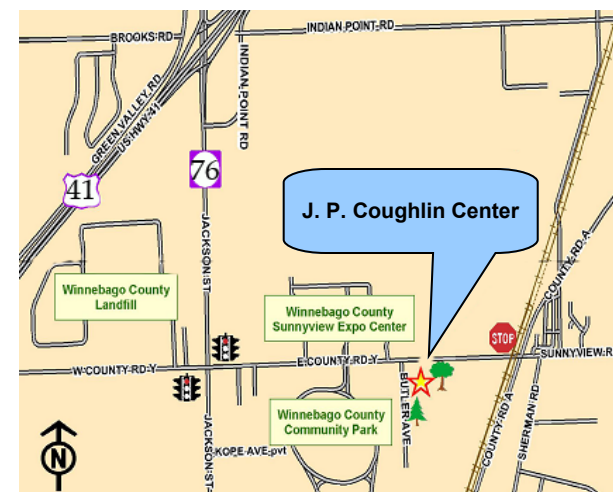 BROOKS RD
INDIAN POINT RD
GREEN VALLEY RD
US HWY 41
INDIAN POINT RD
76
41
J. P. Coughlin Center
JACKSON ST
COUNTY RD A
Winnebago County
Landfill
Winnebago County
Sunnyview Expo Center
STOP
W COUNTY RD Y
E COUNTY RD Y
SUNNYVIEW R
BUTLER AVE
Winnebago County
Community Park
JACKSON ST
KOPE AVE pvt
COUNTY RD A
SHERMAN RD
N